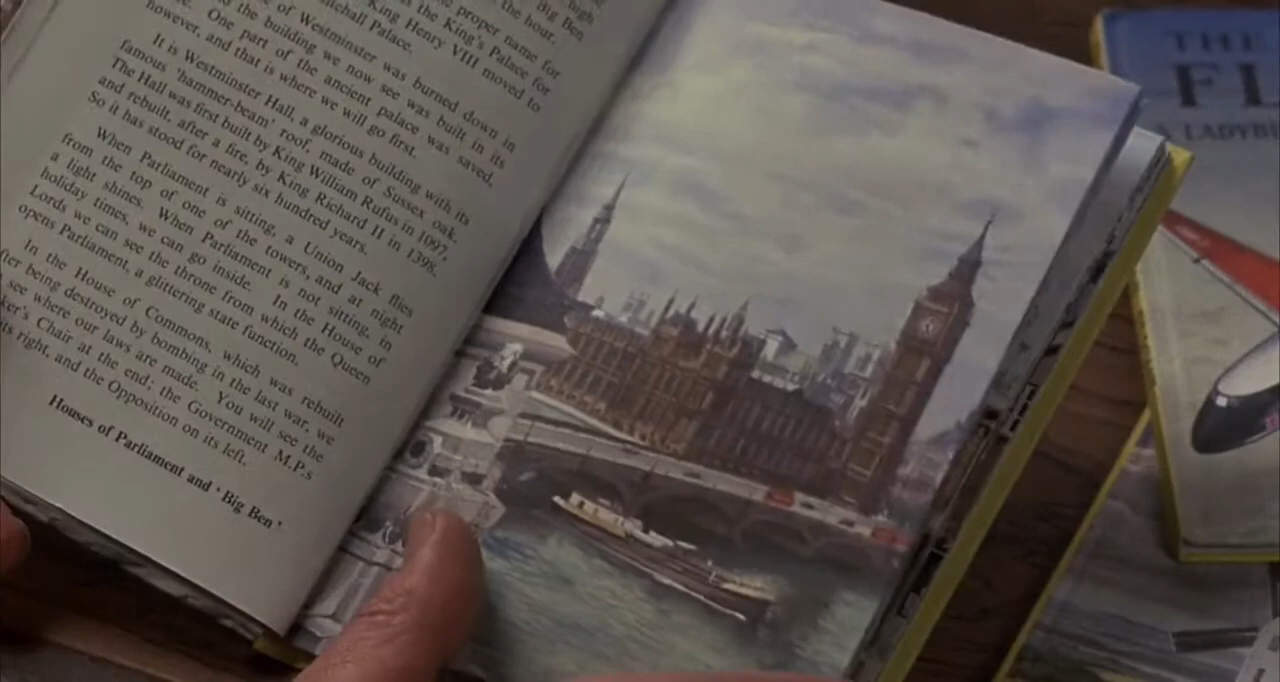 high
Big Ben
the hour.
the proper name for
the King's Palace for
King Henry VIII moved to
Whitehall Palace.
of Westminster was burned down in
the building we now see was built in its
One part of the ancient palace was saved,
however, and that is where we will go first.
It is Westminster Hall, a glorious building with its
famous 'hammer-beam' roof, made of Sussex oak.
The Hall was first built by King William Rufus in 1097,
and rebuilt, after a fire, by King Richard II in 1398.
So it has stood for nearly six hundred years.
When Parliament is sitting, a Union Jack flies
from the top of one of the towers, and at night
a light shines. When Parliament is not sitting, in
holiday times, we can go inside. In the House of
Lords we can see the throne from which the Queen
opens Parliament, a glittering state function.
In the House of Commons, which was rebuilt
after being destroyed by bombing in the last war, we
see where our laws are made. You will see the
ker's Chair at the end; the Government M.P.s
its right, and the Opposition on its left.
Houses of Parliament and 'Big Ben'
THE
FL
A LADYBI